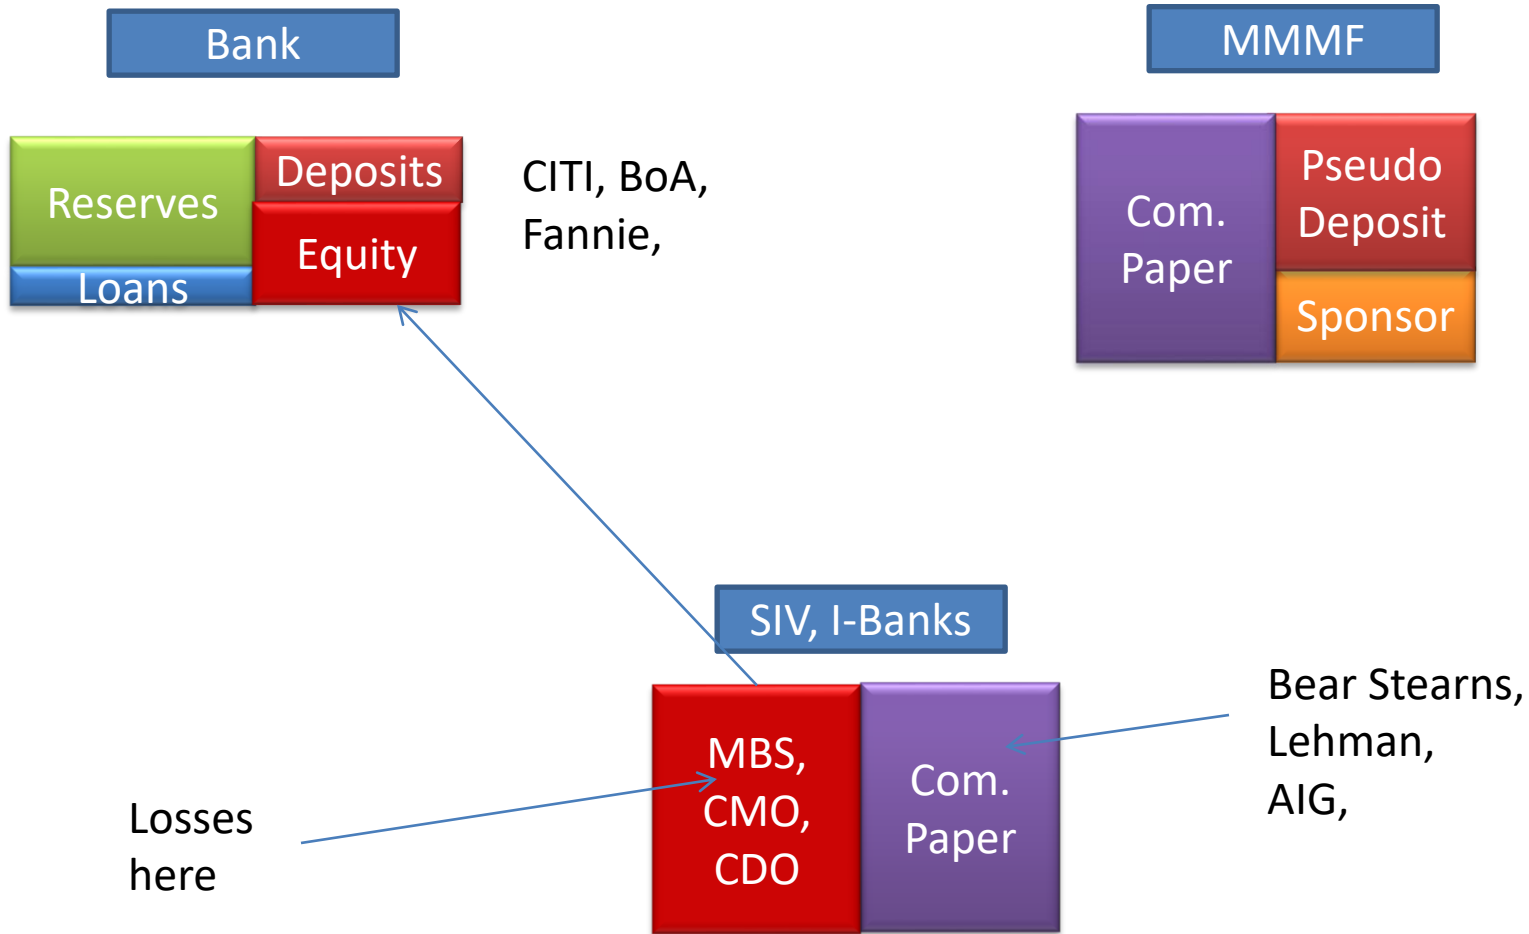 Bank
MMMF
Reserves
Loans
Deposits
Equity
CITI, BoA,
Fannie,
Com.
Paper
Pseudo
Deposit
Sponsor
SIV, I-Banks
MBS,
CMO,
CDO
Com.
Paper
Losses
here
Bear Stearns,
Lehman,
AIG,